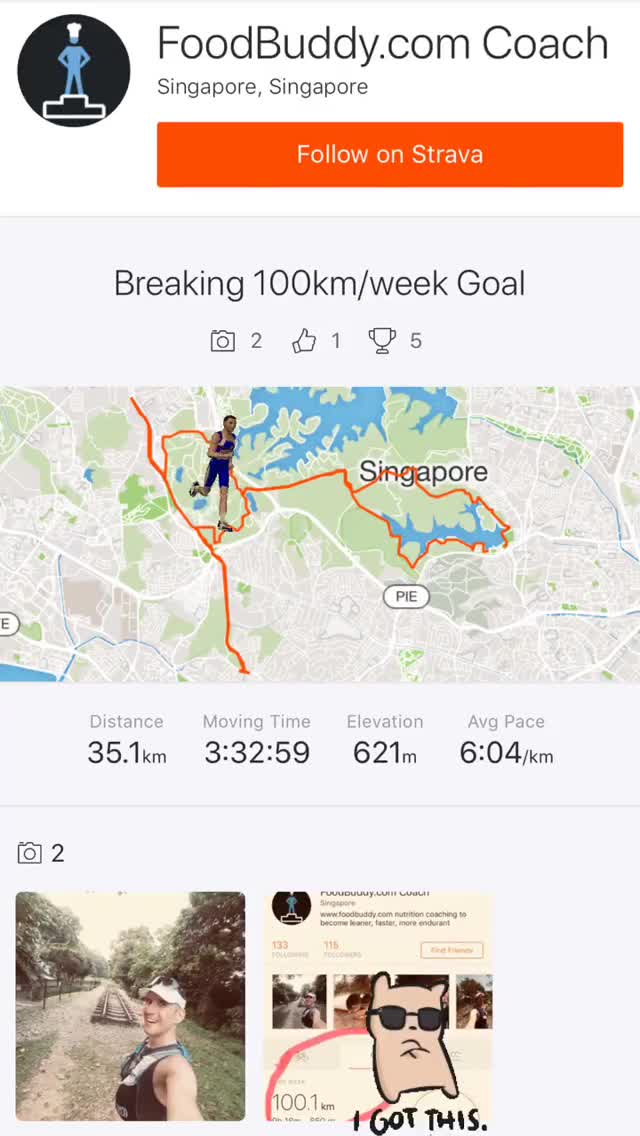 FoodBuddy.com Coach
Singapore, Singapore
Follow on Strava
Breaking 100km/week Goal
2 1 5
Singapore
PIE
E
Distance Moving Time Elevation Avg Pace
35.1km 3:32:59 621m 6:04/km
2
FoodBuddy.com Coach
Singapore
www.foodbuddy.com nutrition coaching to
become leaner, faster, more endurant
133 115
FOLLOWING FOLLOWERS
Find Friends
WEEK
100.1 km
I GOT THIS.